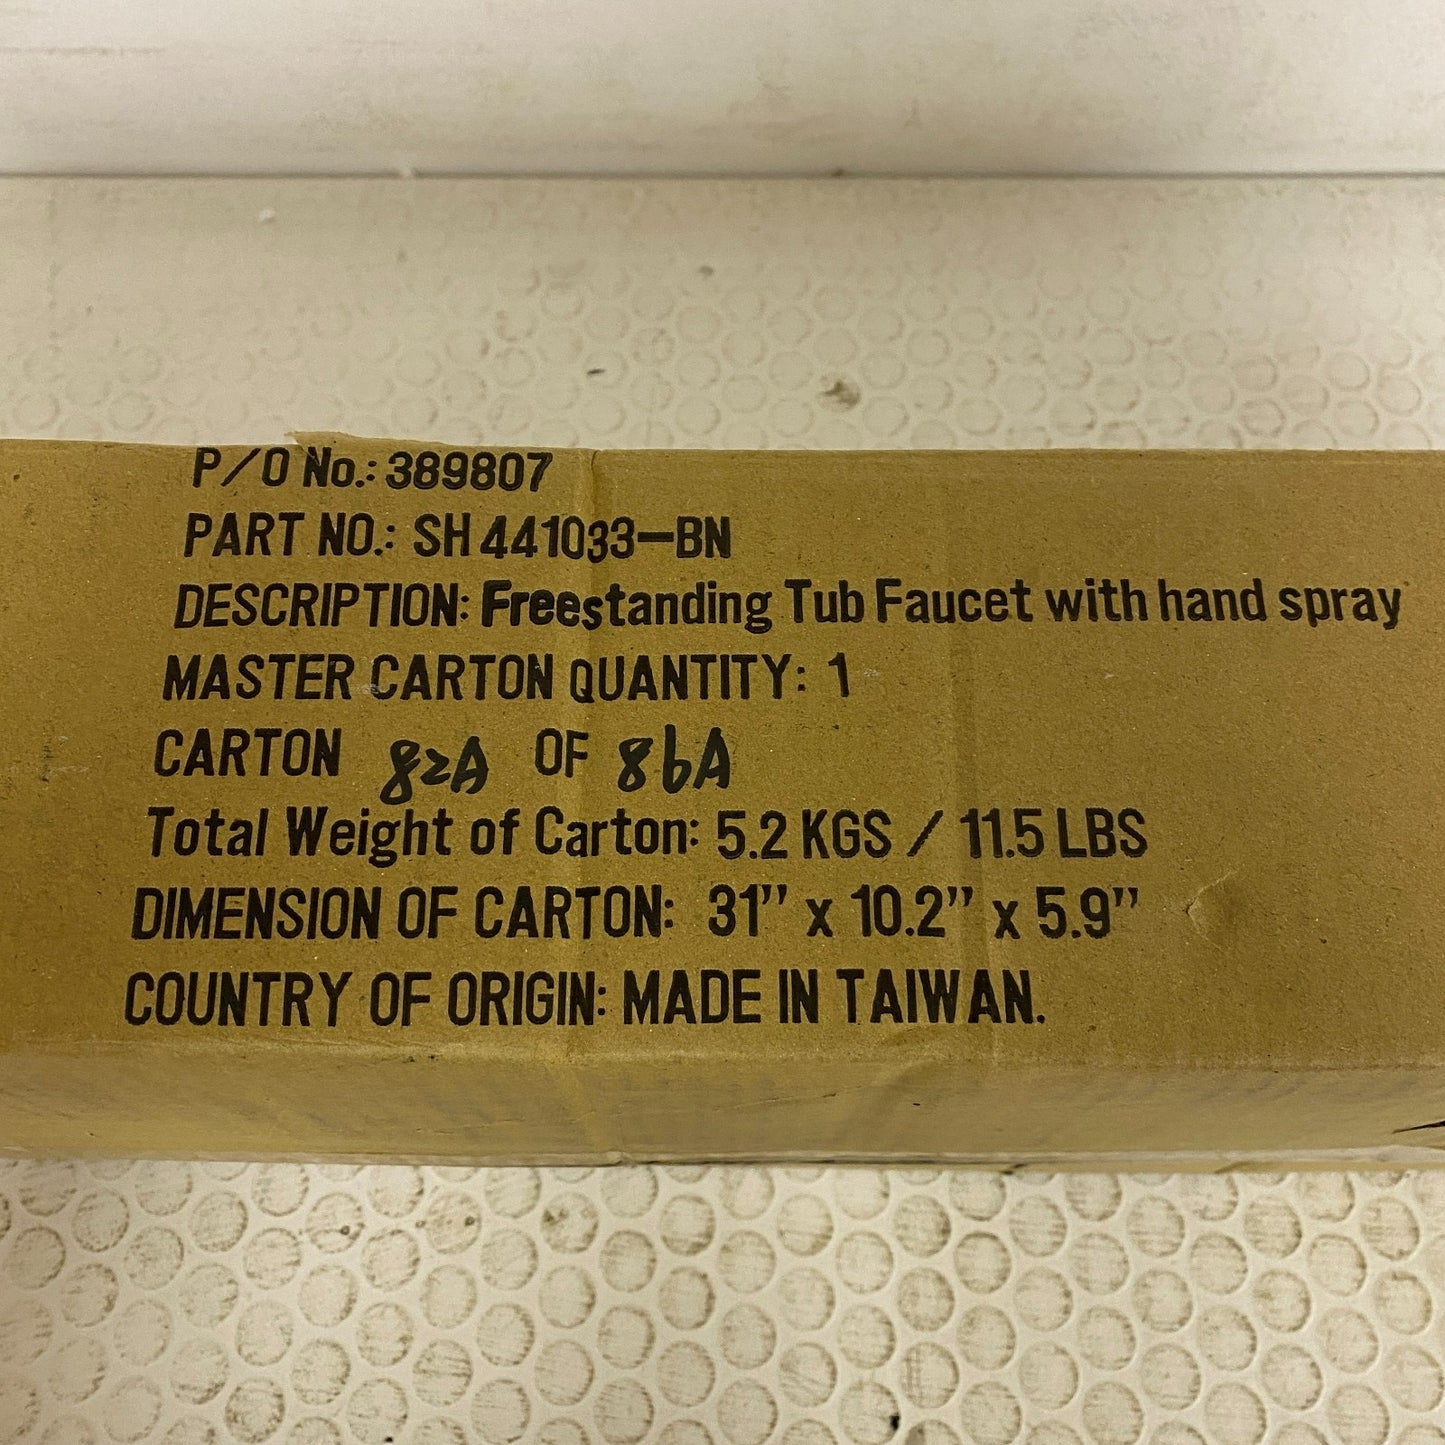 P/O No.: 389807
PART NO.: SH 441033-BN
DESCRIPTION: Freestanding Tub Faucet with hand spray
MASTER CARTON QUANTITY: 1
CARTON 82A OF 86A
Total Weight of Carton: 5.2 KGS / 11.5 LBS
DIMENSION OF CARTON: 31" x 10.2" x 5.9"
COUNTRY OF ORIGIN: MADE IN TAIWAN.